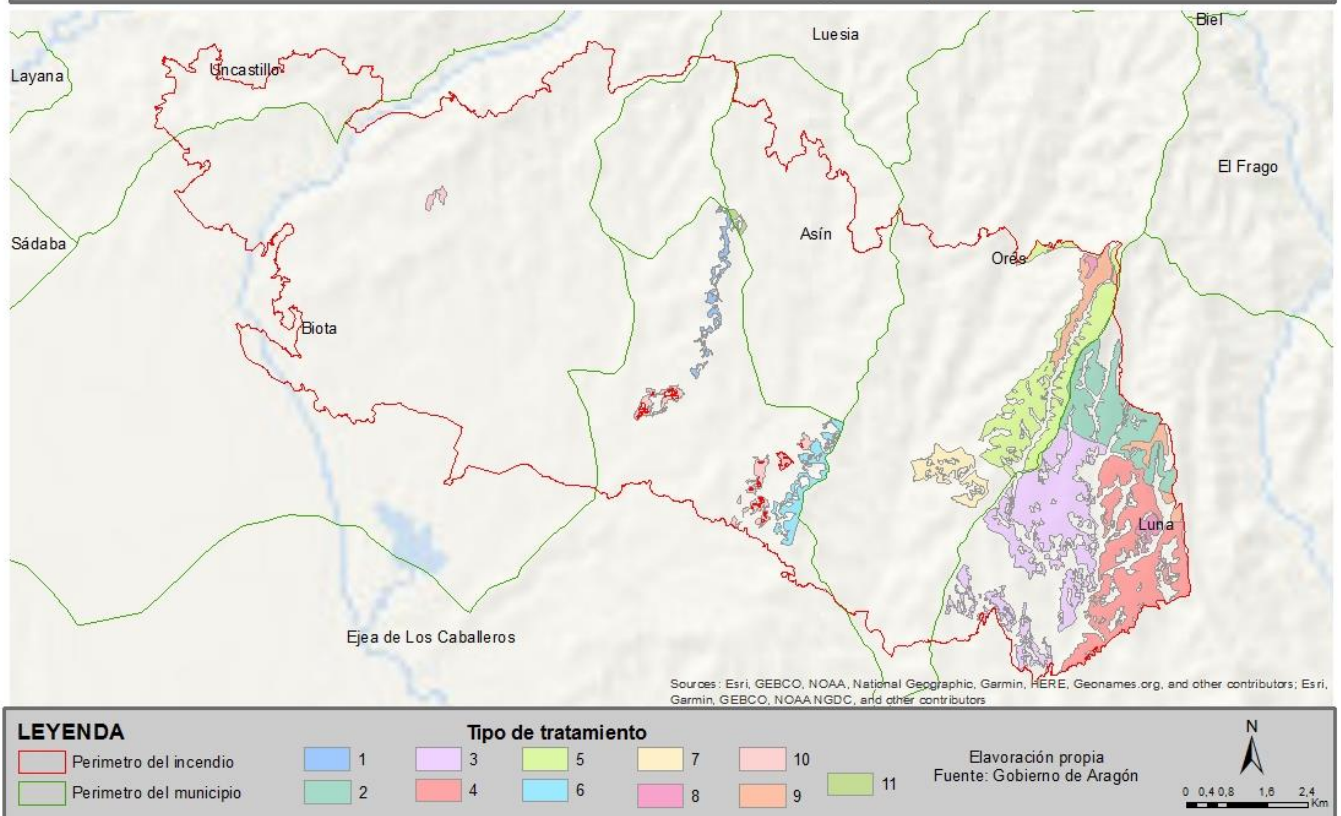 Biel
Luesia
Layana
Uncastillo
El Frago
Sádaba
Asín
Orés
Biota
Luna
Ejea de Los Caballeros
Sources: Esri, GEBCO, NOAA, National Geographic, Garmin, HERE, Geonames.org, and other contributors; Esri,
Garmin, GEBCO, NOAA NGDC, and other contributors
LEYENDA
Perimetro del incendio
Perimetro del municipio
Tipo de tratamiento
1
3
5
7
10
2
4
6
8
9
11
Elavoración propia
Fuente: Gobierno de Aragón
N
0 0,4 0,8 1,6 2,4
Km